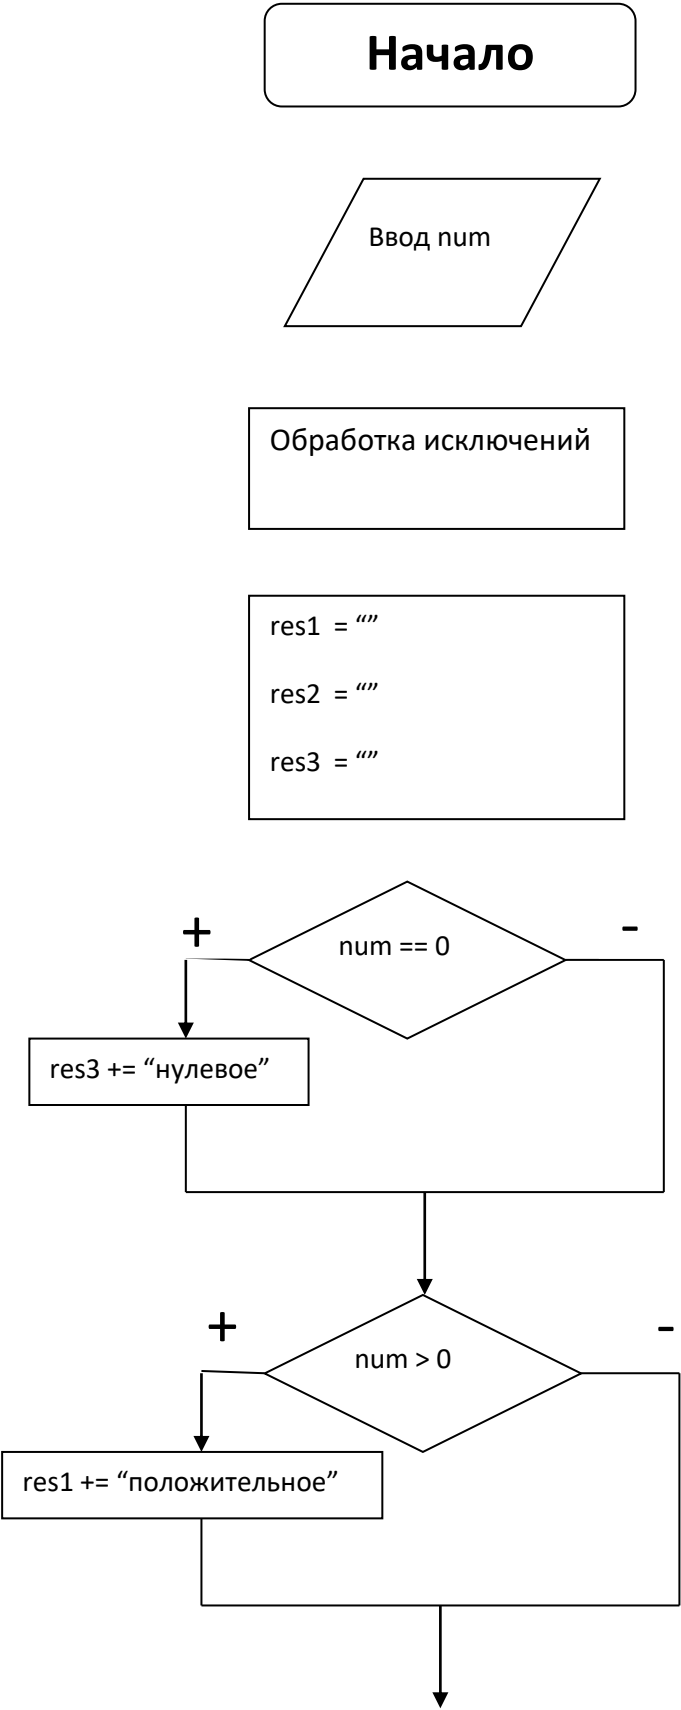 Начало
Ввод num
Обработка исключений
res1  = “”
res2  = “”
res3  = “”
+
-
num == 0
res3 += “нулевое”
+
-
num > 0
res1 += “положительное”